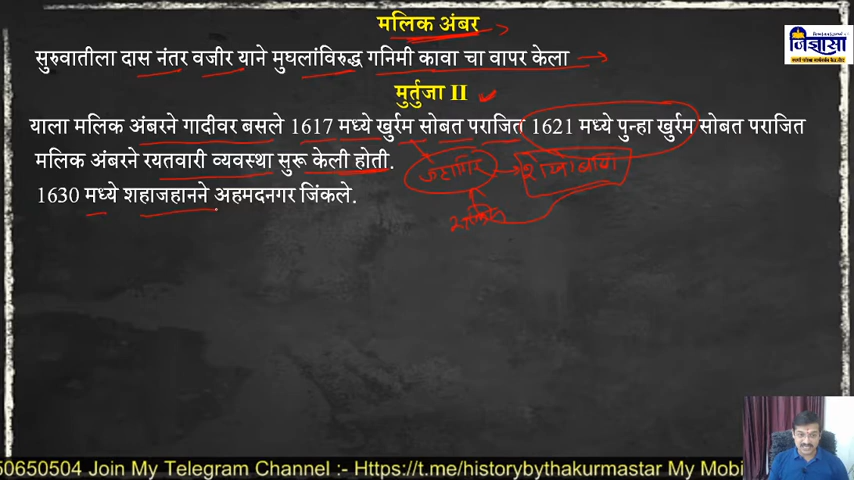 मलिक अंबर
जिज्ञासा
सुरुवातीला दास नंतर वजीर याने मुघलांविरुद्ध गनिमी कावा चा वापर केला
मुर्तुजा II
याला मलिक अंबरने गादीवर बसले 1617 मध्ये खुर्रम सोबत पराजित 1621 मध्ये पुन्हा खुर्रम सोबत पराजित
मलिक अंबरने रयतवारी व्यवस्था सुरू केली होती.
जहांगिर
1630 मध्ये शहाजहानने अहमदनगर जिंकले.
50650504 Join My Telegram Channel :- Https://t.me/historybythakurmastar My Mobi